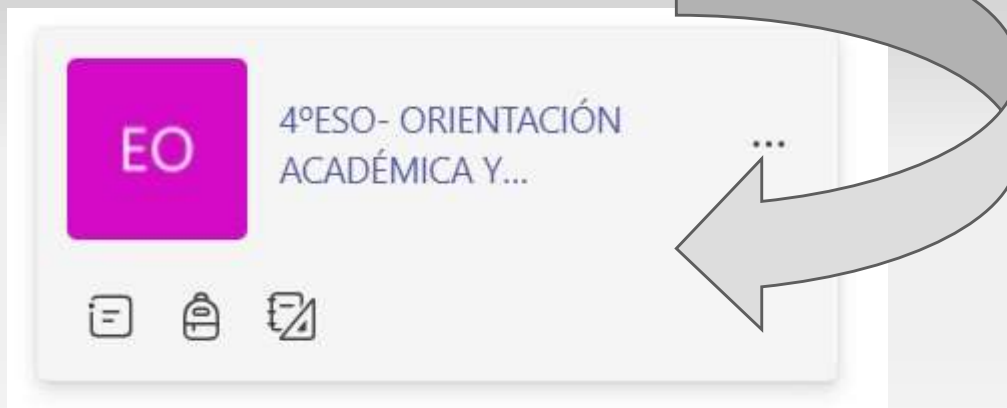 EO
4ºESO- ORIENTACIÓN
ACADÉMICA Y...
...